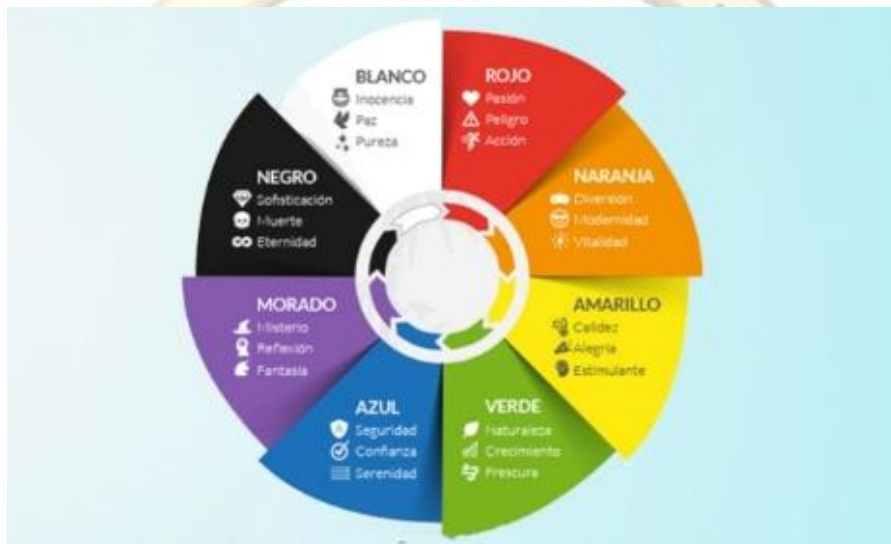 BLANCO
Inocencia
Paz
Pureza
ROJO
Pasión
Peligro
Acción
NARANJA
Diversión
Modernidad
Vitalidad
AMARILLO
Calidez
Alegría
Estimulante
VERDE
Naturaleza
Crecimiento
Frescura
AZUL
Seguridad
Confianza
Serenidad
MORADO
Misterio
Reflexión
Fantasía
NEGRO
Sofisticación
Muerte
Eternidad